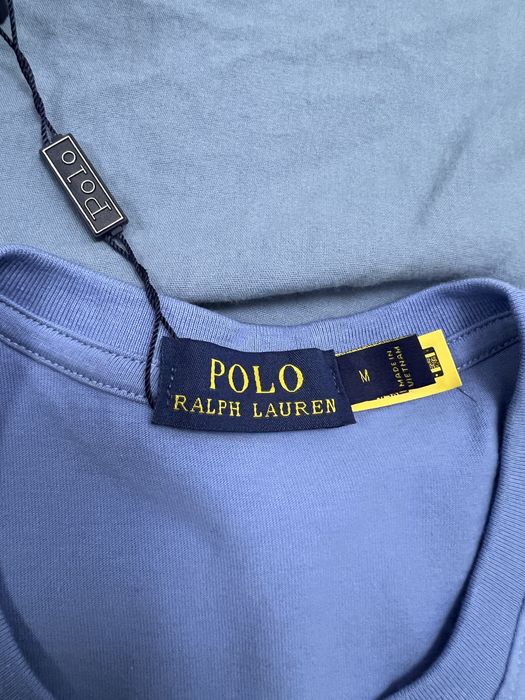 polo
POLO
RALPH LAUREN
M
MADE IN
VIETNAM